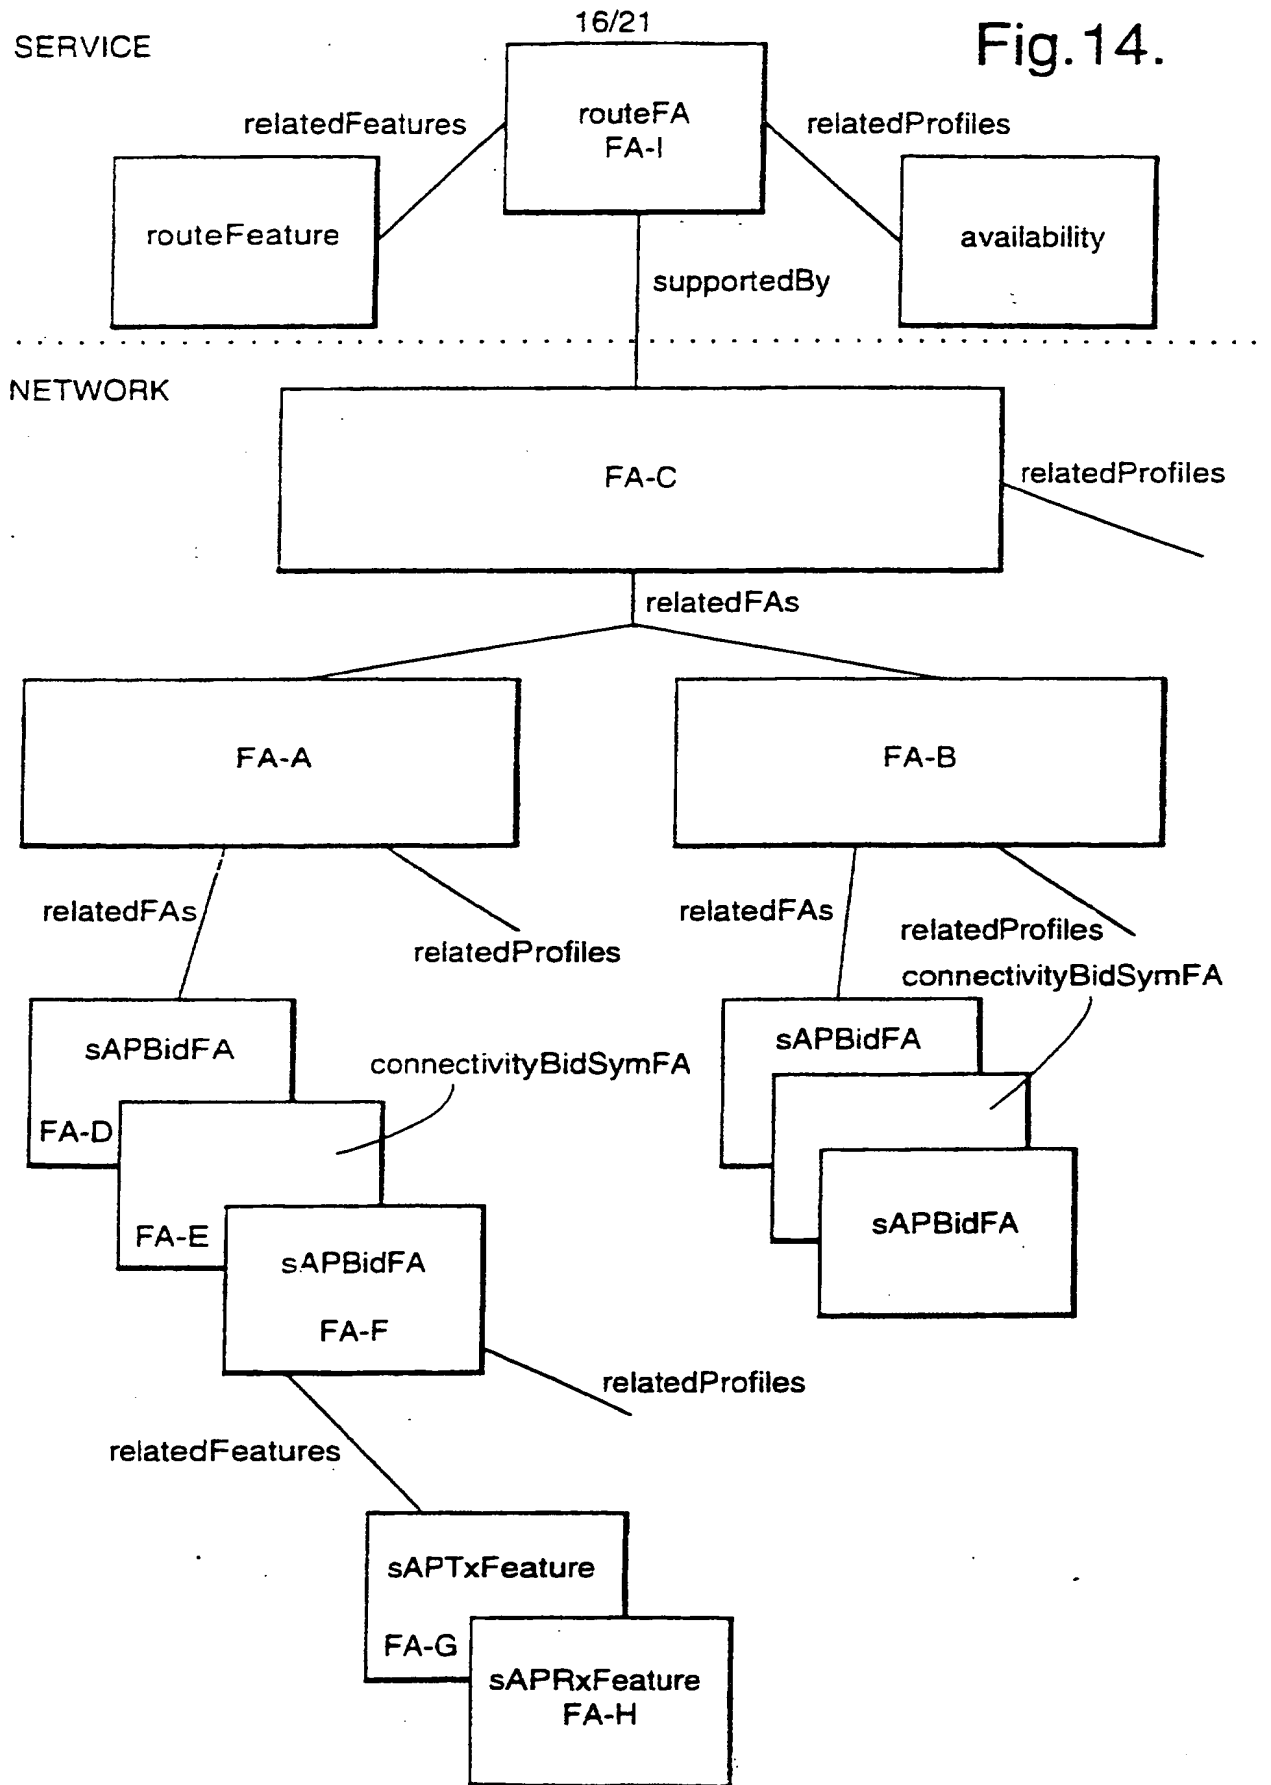 16/21
SERVICE
Fig.14.
routeFA
FA-I
relatedFeatures
relatedProfiles
routeFeature
availability
supportedBy
NETWORK
FA-C
relatedProfiles
relatedFAs
FA-A
FA-B
relatedFAs
relatedProfiles
relatedFAs
relatedProfiles
connectivityBidSymFA
sAPBidFA
FA-D
connectivityBidSymFA
FA-E
sAPBidFA
FA-F
sAPBidFA
sAPBidFA
relatedProfiles
relatedFeatures
sAPTxFeature
FA-G
sAPRxFeature
FA-H